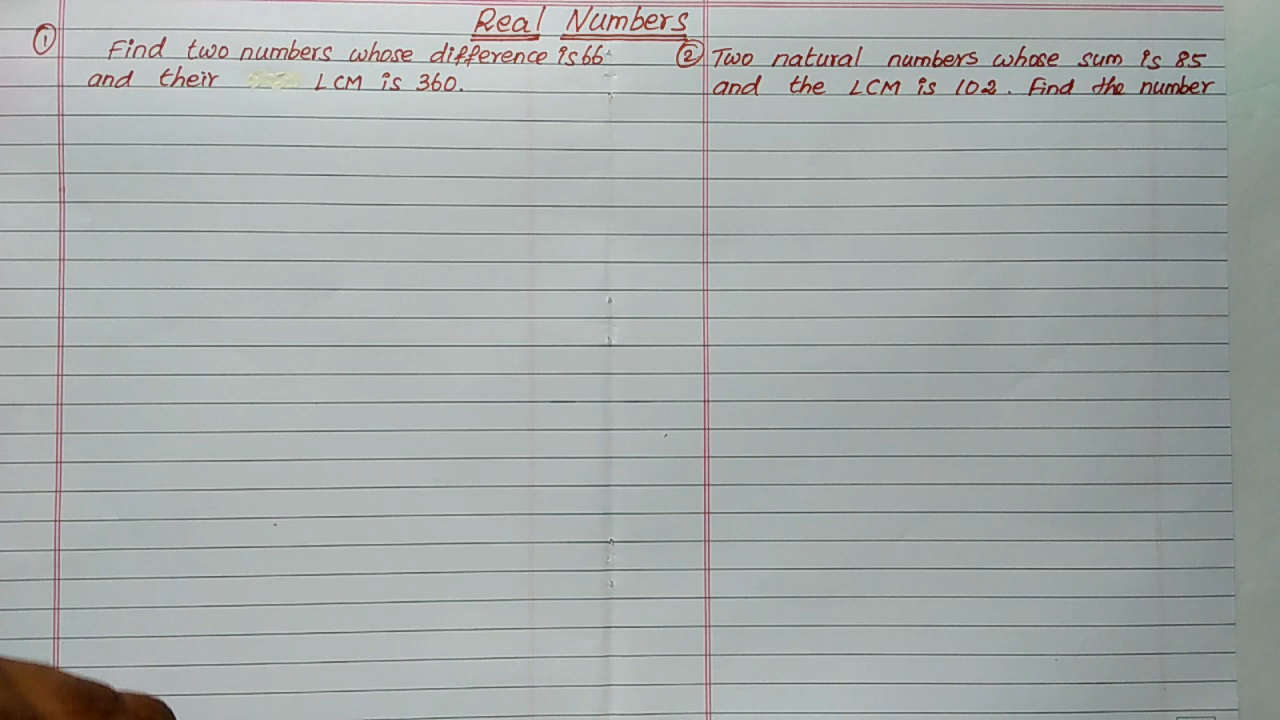 Real Numbers
① Find two numbers whose difference is 66
and their LCM is 360.
② Two natural numbers whose sum is 85
and the LCM is 102. Find the number